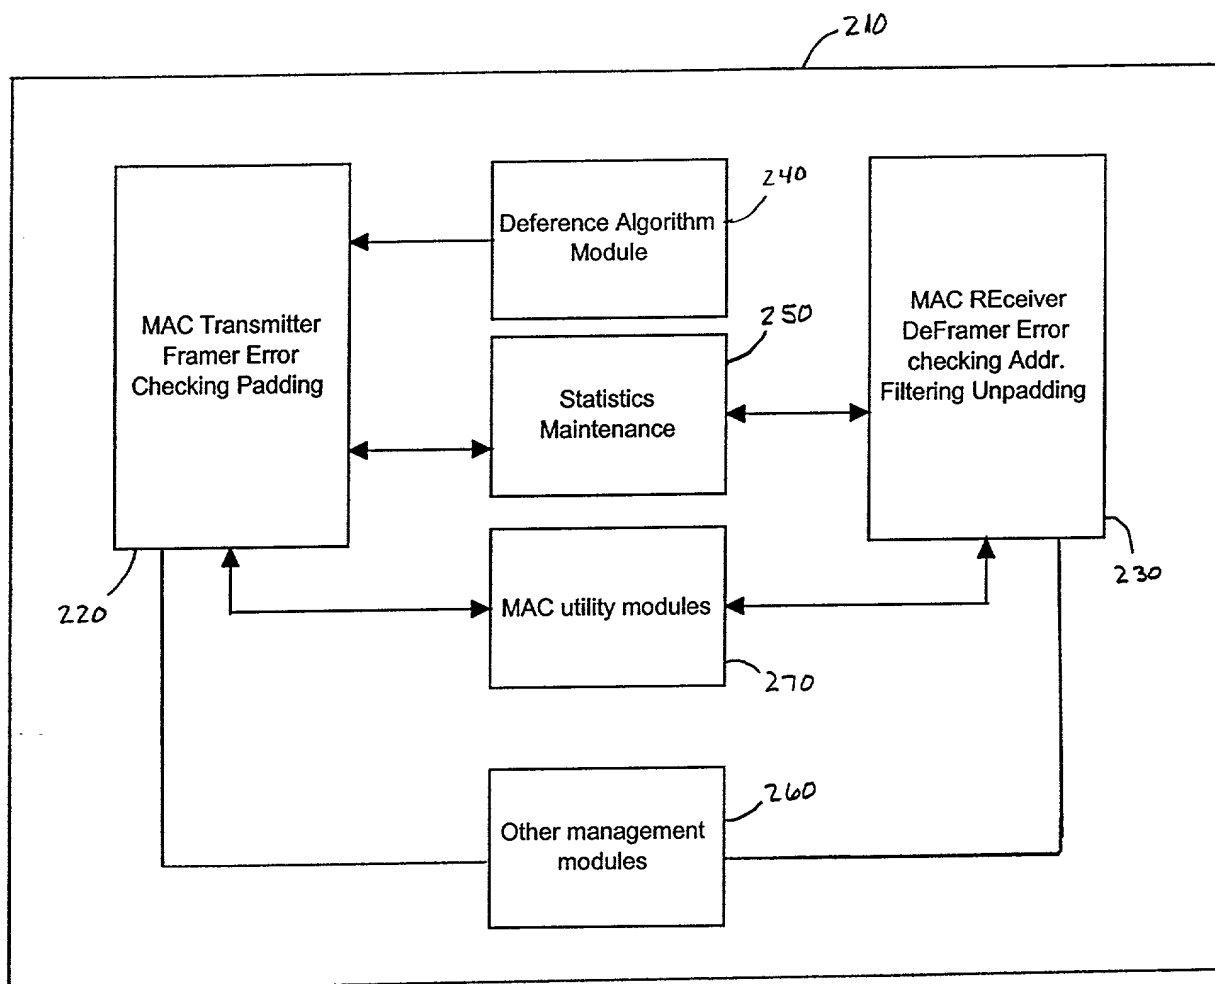 210
Deference Algorithm
Module
240
MAC Transmitter
Framer Error
Checking Padding
220
Statistics
Maintenance
250
MAC REceiver
DeFramer Error
checking Addr.
Filtering Unpadding
230
MAC utility modules
270
Other management
modules
260